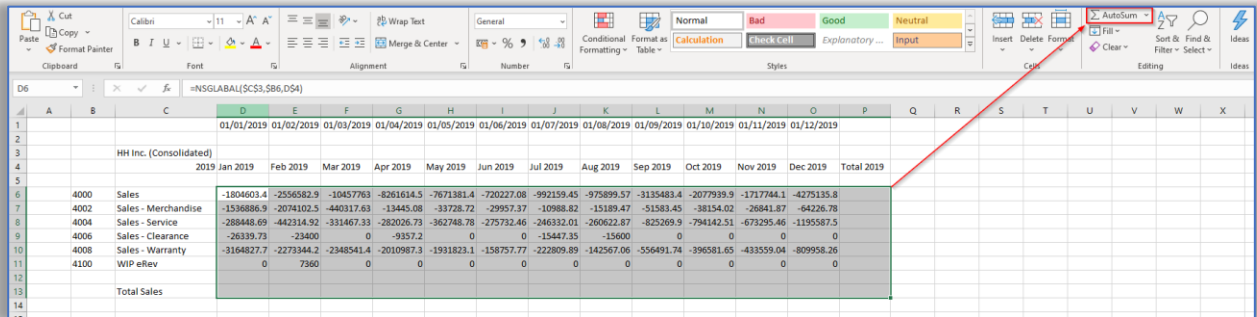 Cut
Copy
Paste
Format Painter
Clipboard
Calibri 11 A A
B I U A
Font
Wrap Text
Merge & Center
Alignment
General
% 9
Number
Conditional Formatting
Format as Table
Normal Bad Good Neutral
Calculation Check Cell Explanatory ... Input
Styles
Insert Delete Format
Cells
Σ AutoSum
Fill
Clear
Sort & Filter
Find & Select
Editing
Ideas
Ideas
D6 fx =NSGLABAL($C$3,$B6,D$4)
A B C D E F G H I J K L M N O P Q R S T U V W X
1 01/01/2019 01/02/2019 01/03/2019 01/04/2019 01/05/2019 01/06/2019 01/07/2019 01/08/2019 01/09/2019 01/10/2019 01/11/2019 01/12/2019
2
3 HH Inc. (Consolidated)
4 2019 Jan 2019 Feb 2019 Mar 2019 Apr 2019 May 2019 Jun 2019 Jul 2019 Aug 2019 Sep 2019 Oct 2019 Nov 2019 Dec 2019 Total 2019
5
6 4000 Sales -1804603.4 -2556582.9 -10457763 -8261614.5 -7671381.4 -720227.08 -992159.45 -975899.57 -3135483.4 -2077939.9 -1717744.1 -4275135.8
7 4002 Sales - Merchandise -1536886.9 -2074102.5 -440317.63 -13445.08 -33728.72 -29957.37 -10988.82 -15189.47 -51583.45 -38154.02 -26841.87 -64226.78
8 4004 Sales - Service -288448.69 -442314.92 -331467.33 -282026.73 -362748.78 -275732.46 -246332.01 -260622.87 -825269.9 -794142.51 -673295.46 -1195587.5
9 4006 Sales - Clearance -26339.73 -23400 0 -9357.2 0 0 -15447.35 -15600 0 0 0 0
10 4008 Sales - Warranty -3164827.7 -2273344.2 -2348541.4 -2010987.3 -1931823.1 -158757.77 -222809.89 -142567.06 -556491.74 -396581.65 -433559.04 -809958.26
11 4100 WIP eRev 0 7360 0 0 0 0 0 0 0 0 0 0
12
13 Total Sales
14